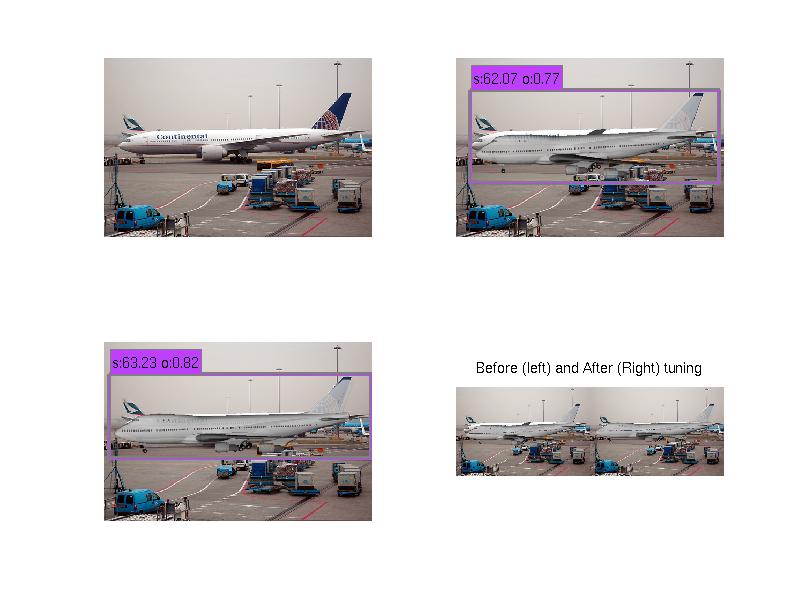 Continental
s:62.07 o:0.77
s:63.23 o:0.82
Before (left) and After (Right) tuning